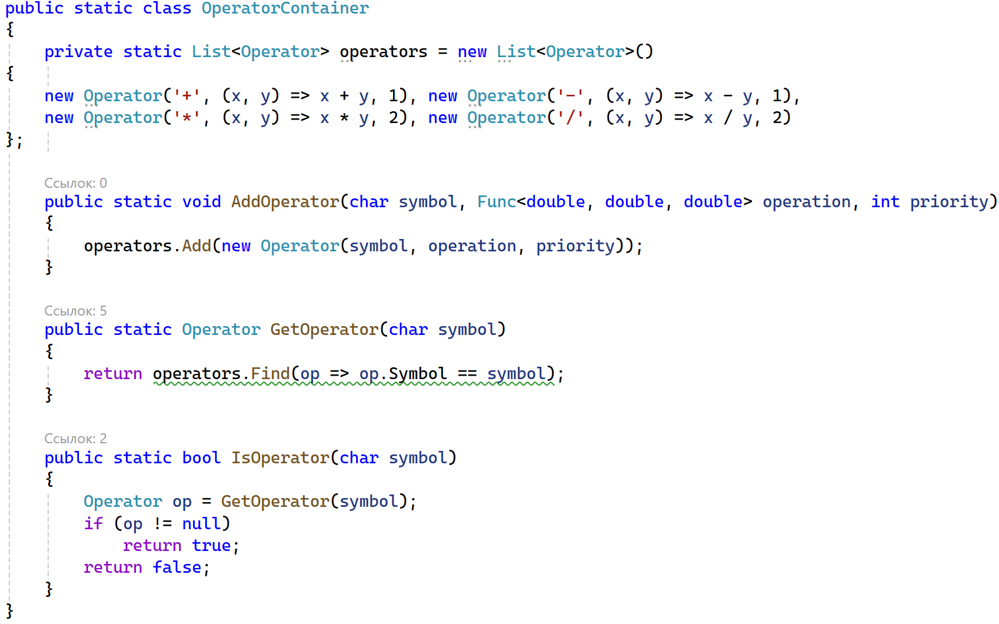 public static class OperatorContainer
{
    private static List<Operator> operators = new List<Operator>()
{
    new Operator('+', (x, y) => x + y, 1), new Operator('-', (x, y) => x - y, 1),
    new Operator('*', (x, y) => x * y, 2), new Operator('/', (x, y) => x / y, 2)
};
    Ссылок: 0
    public static void AddOperator(char symbol, Func<double, double, double> operation, int priority)
    {
        operators.Add(new Operator(symbol, operation, priority));
    }
    Ссылок: 5
    public static Operator GetOperator(char symbol)
    {
        return operators.Find(op => op.Symbol == symbol);
    }
    Ссылок: 2
    public static bool IsOperator(char symbol)
    {
        Operator op = GetOperator(symbol);
        if (op != null)
            return true;
        return false;
    }
}